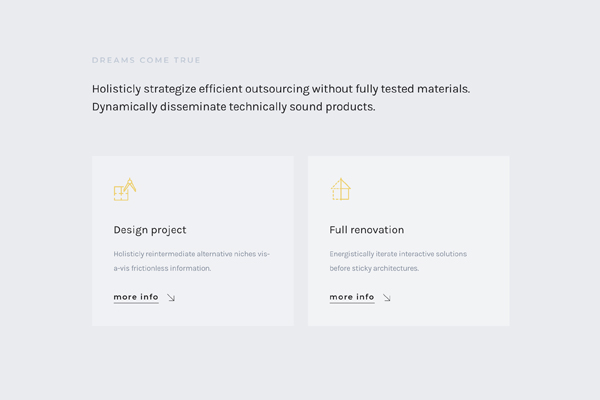 DREAMS COME TRUE
Holisticly strategize efficient outsourcing without fully tested materials.
Dynamically disseminate technically sound products.
Design project
Holisticly reintermediate alternative niches vis-
a-vis frictionless information.
more info
Full renovation
Energistically iterate interactive solutions
before sticky architectures.
more info